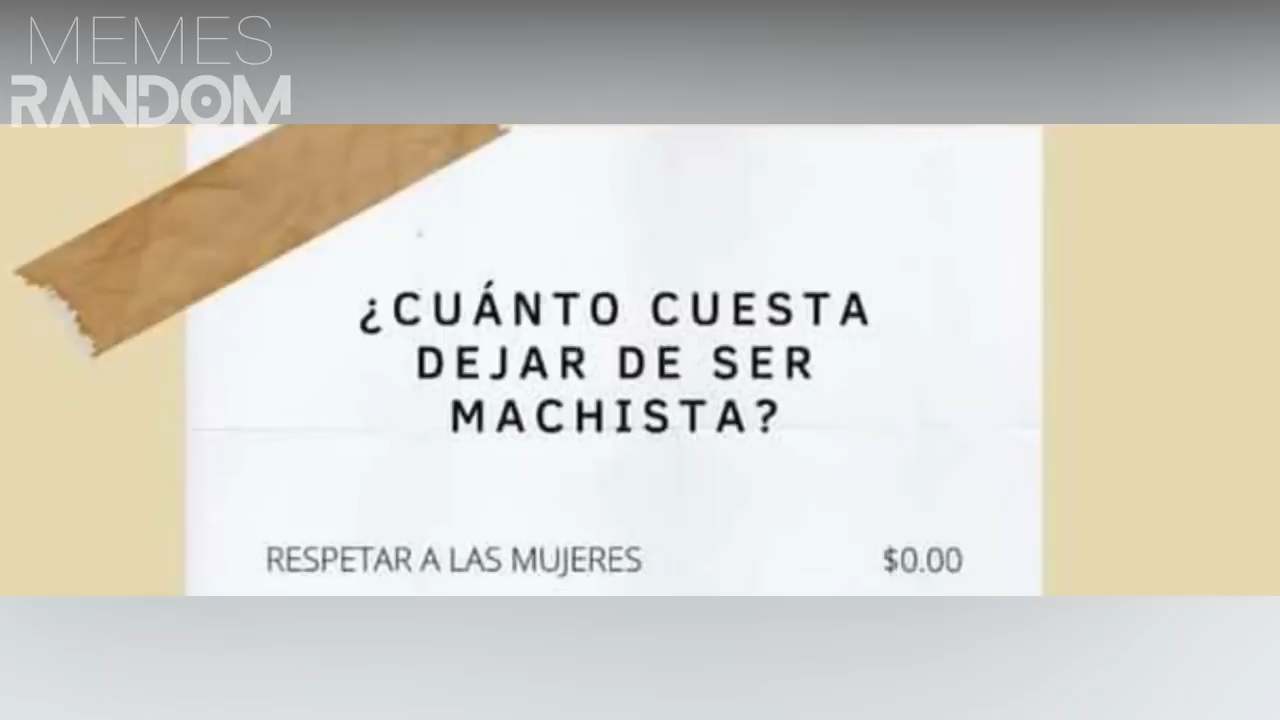 MEMES
RANDOM
¿CUÁNTO CUESTA
DEJAR DE SER
MACHISTA?
RESPETAR A LAS MUJERES $0.00